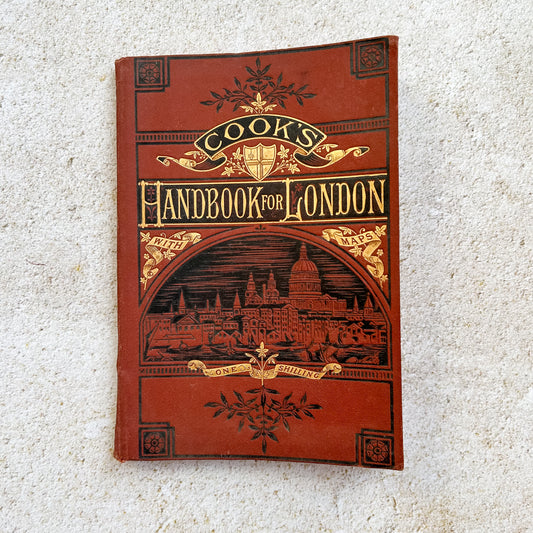 COOK'S
HANDBOOK FOR LONDON
WITH MAPS
ONE SHILLING